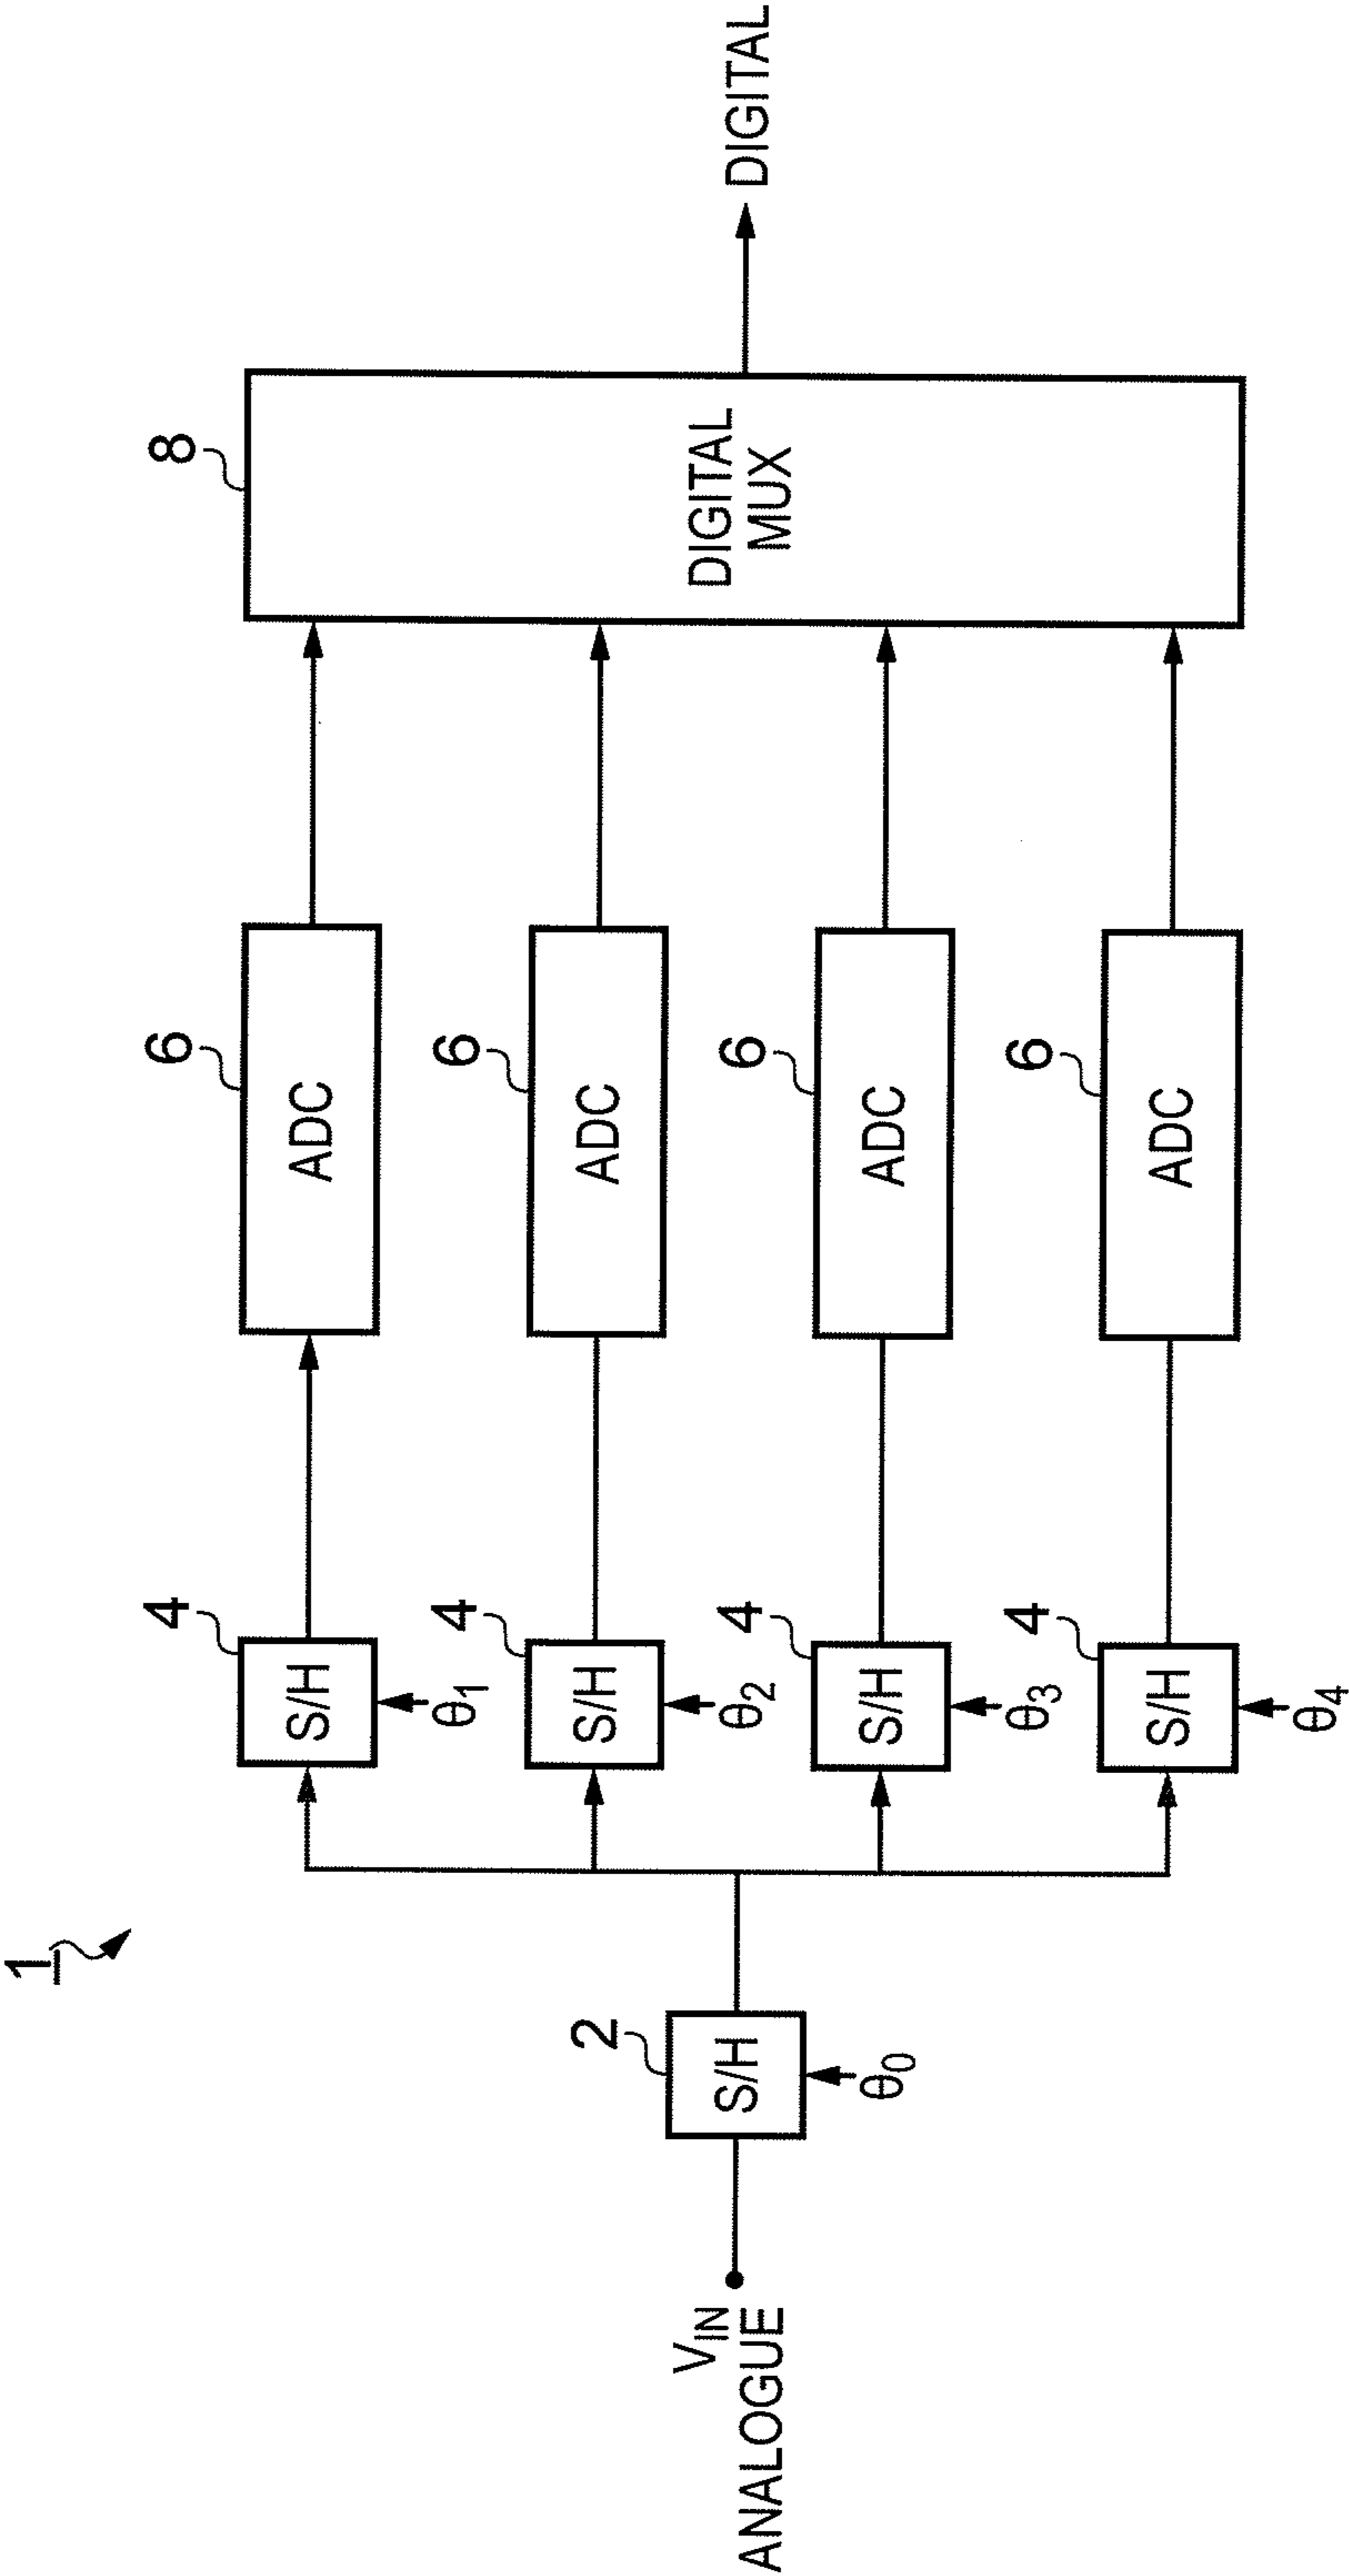 1
V_IN
ANALOGUE
2
S/H
θ0
4
S/H
θ1
6
ADC
4
S/H
θ2
6
ADC
4
S/H
θ3
6
ADC
4
S/H
θ4
6
ADC
8
DIGITAL
MUX
DIGITAL